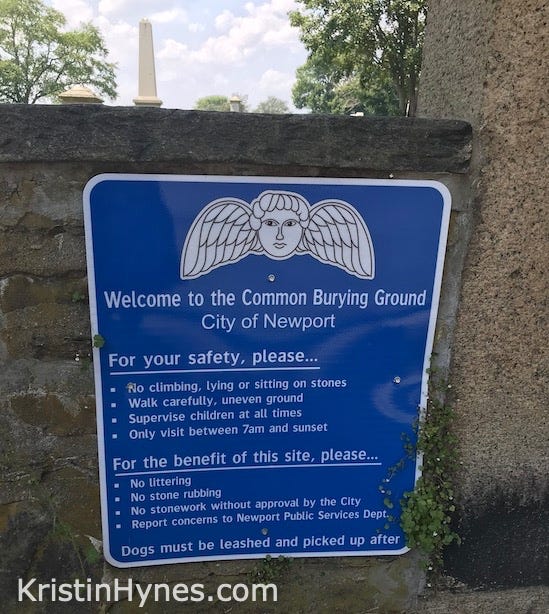 Welcome to the Common Burying Ground
City of Newport
For your safety, please...
▪ No climbing, lying or sitting on stones
▪ Walk carefully, uneven ground
▪ Supervise children at all times
▪ Only visit between 7am and sunset
For the benefit of this site, please...
▪ No littering
▪ No stone rubbing
▪ No stonework without approval by the City
▪ Report concerns to Newport Public Services Dept.
Dogs must be leashed and picked up after
KristinHynes.com